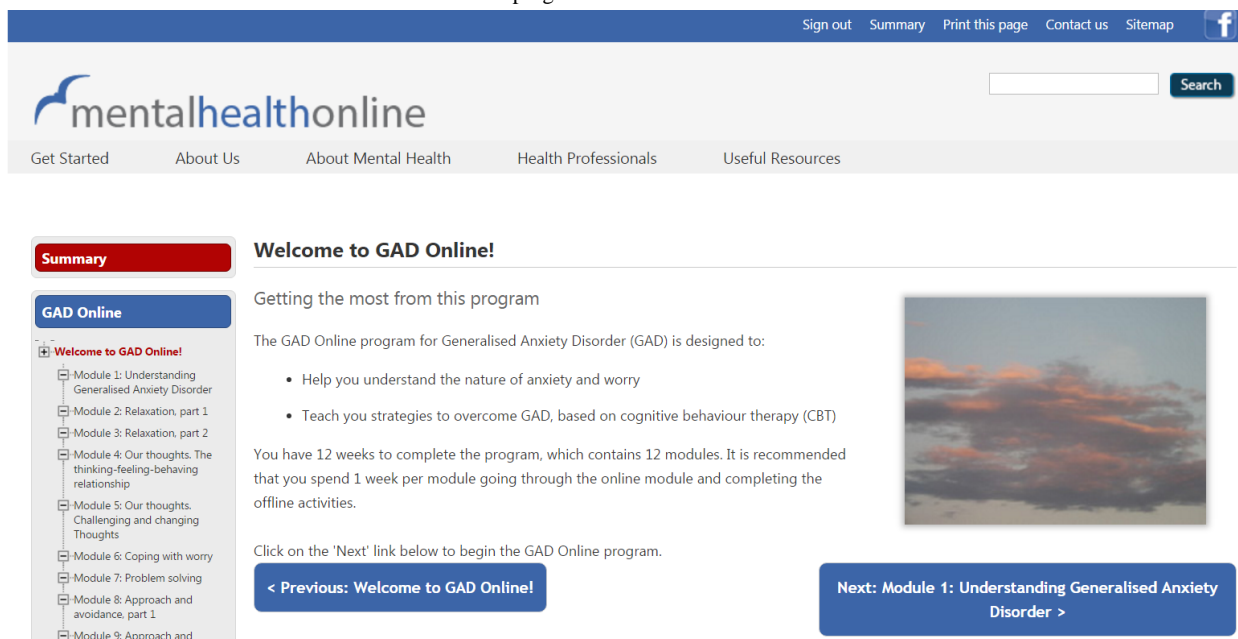 Sign out Summary Print this page Contact us Sitemap f
mentalhealthonline
Search
Get Started About Us About Mental Health Health Professionals Useful Resources
Summary
GAD Online
Welcome to GAD Online!
Module 1: Understanding
Generalised Anxiety Disorder
Module 2: Relaxation, part 1
Module 3: Relaxation, part 2
Module 4: Our thoughts. The
thinking-feeling-behaving
relationship
Module 5: Our thoughts.
Challenging and changing
Thoughts
Module 6: Coping with worry
Module 7: Problem solving
Module 8: Approach and
avoidance, part 1
Module 9: Approach and
Welcome to GAD Online!
Getting the most from this program
The GAD Online program for Generalised Anxiety Disorder (GAD) is designed to:
• Help you understand the nature of anxiety and worry
• Teach you strategies to overcome GAD, based on cognitive behaviour therapy (CBT)
You have 12 weeks to complete the program, which contains 12 modules. It is recommended
that you spend 1 week per module going through the online module and completing the
offline activities.
Click on the 'Next' link below to begin the GAD Online program.
< Previous: Welcome to GAD Online!
Next: Module 1: Understanding Generalised Anxiety
Disorder >